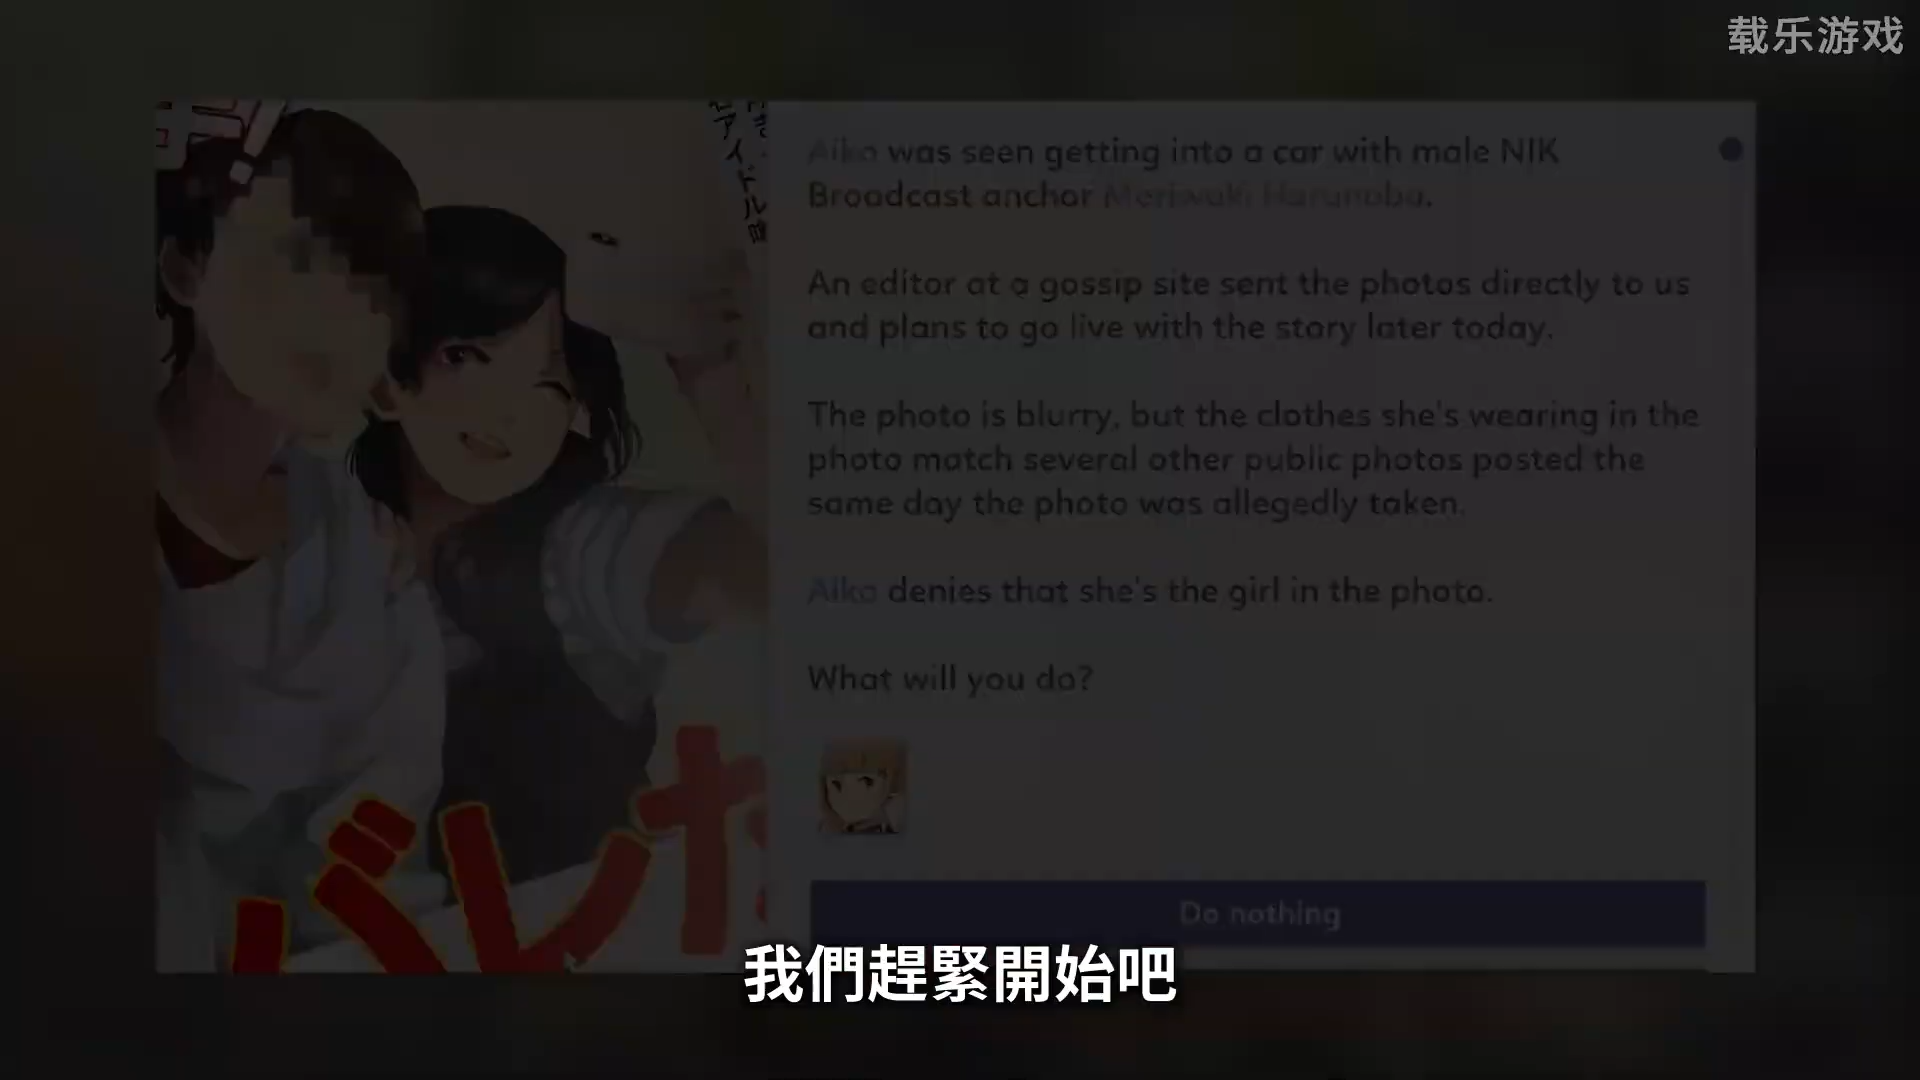 载乐游戏
Aiko was seen getting into a car with male NIK
Broadcast anchor Moriwaki Harunobu.
An editor at a gossip site sent the photos directly to us
and plans to go live with the story later today.
The photo is blurry, but the clothes she's wearing in the
photo match several other public photos posted the
same day the photo was allegedly taken.
Aiko denies that she's the girl in the photo.
What will you do?
Do nothing
我們趕緊開始吧